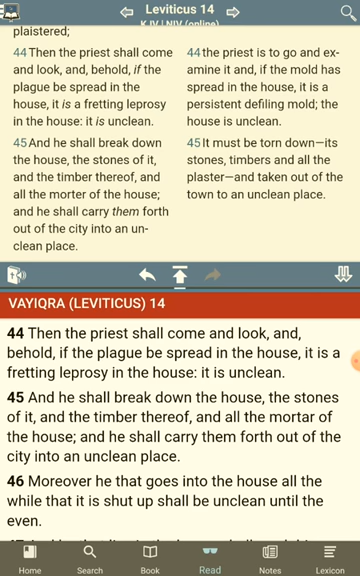 Leviticus 14
KJV | NIV (online)
plaistered;
44 Then the priest shall come
and look, and, behold, if the
plague be spread in the
house, it is a fretting leprosy
in the house: it is unclean.
45 And he shall break down
the house, the stones of it,
and the timber thereof, and
all the morter of the house;
and he shall carry them forth
out of the city into an un-
clean place.
44 the priest is to go and ex-
amine it and, if the mold has
spread in the house, it is a
persistent defiling mold; the
house is unclean.
45 It must be torn down—its
stones, timbers and all the
plaster—and taken out of the
town to an unclean place.
VAYIQRA (LEVITICUS) 14
44 Then the priest shall come and look, and,
behold, if the plague be spread in the house, it is a
fretting leprosy in the house: it is unclean.
45 And he shall break down the house, the stones
of it, and the timber thereof, and all the mortar of
the house; and he shall carry them forth out of the
city into an unclean place.
46 Moreover he that goes into the house all the
while that it is shut up shall be unclean until the
even.
Home
Search
Book
Read
Notes
Lexicon